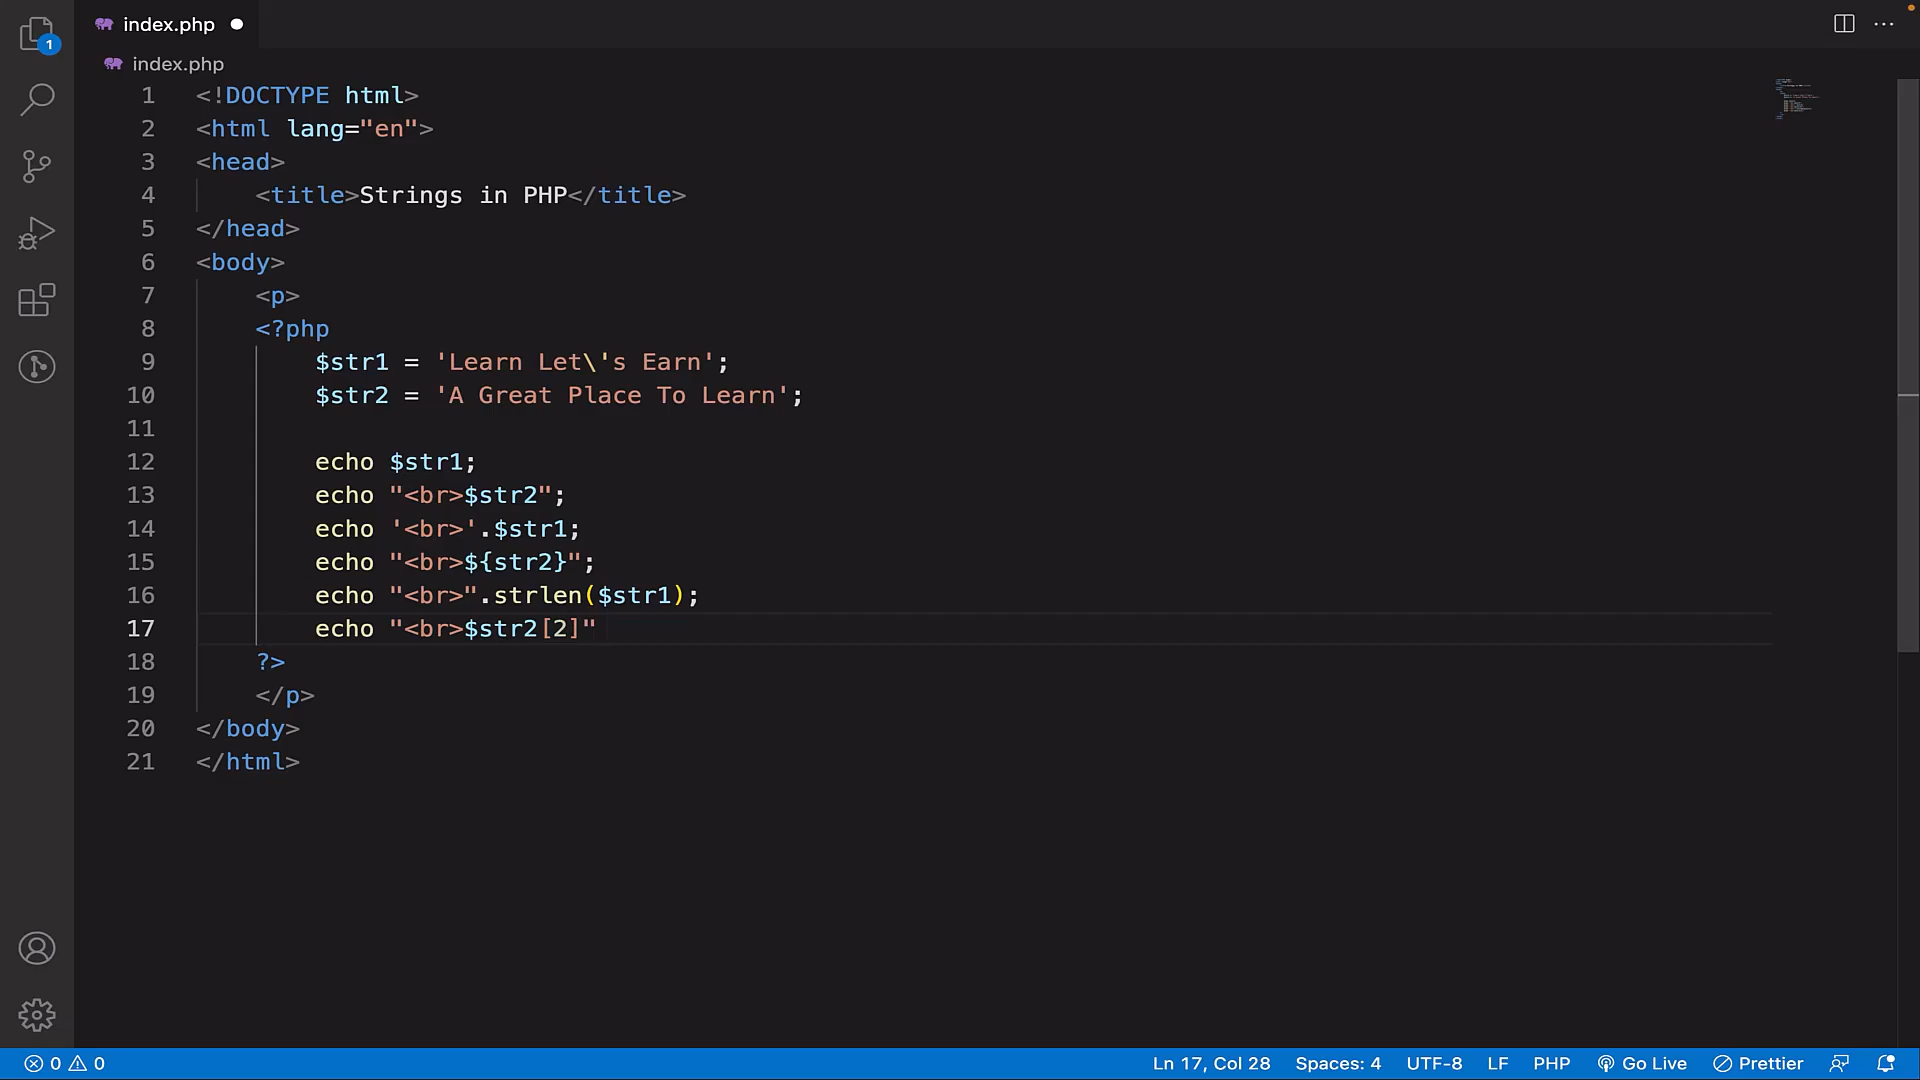 index.php
index.php
1 <!DOCTYPE html>
2 <html lang="en">
3 <head>
4     <title>Strings in PHP</title>
5 </head>
6 <body>
7     <p>
8     <?php
9         $str1 = 'Learn Let\'s Earn';
10         $str2 = 'A Great Place To Learn';
11
12         echo $str1;
13         echo "<br>$str2";
14         echo '<br>'.$str1;
15         echo "<br>${str2}";
16         echo "<br>".strlen($str1);
17         echo "<br>$str2[2]"
18     ?>
19     </p>
20 </body>
21 </html>
1
0 0 Ln 17, Col 28 Spaces: 4 UTF-8 LF PHP Go Live Prettier